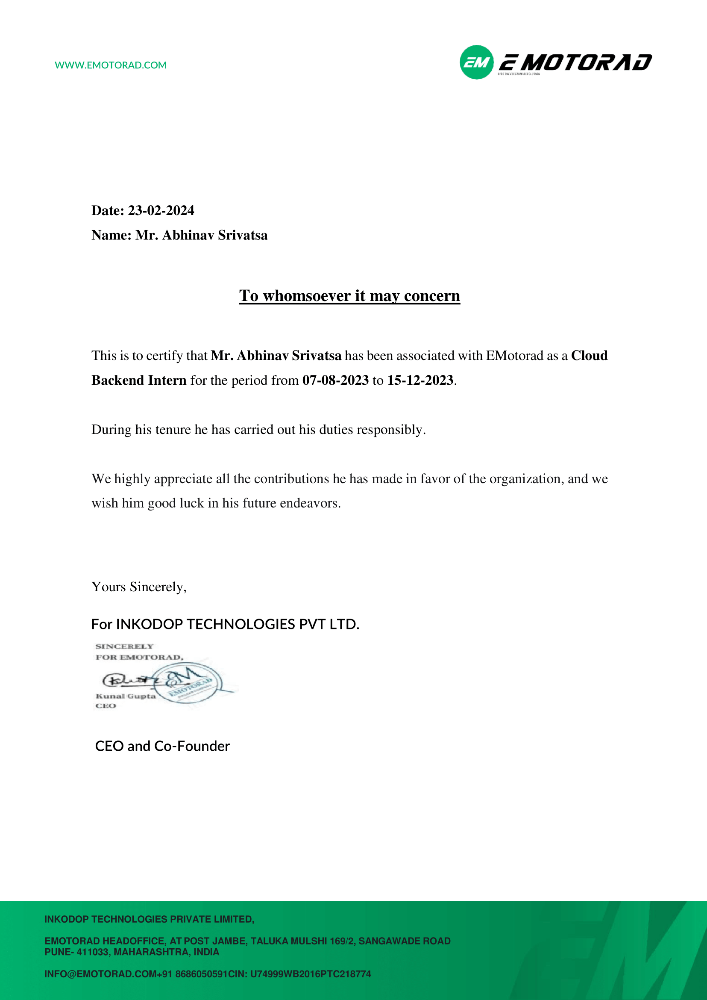 WWW.EMOTORAD.COM
EM E MOTORAD
RIDE THE ELECTRIC REVOLUTION
Date: 23-02-2024
Name: Mr. Abhinav Srivatsa
To whomsoever it may concern
This is to certify that Mr. Abhinav Srivatsa has been associated with EMotorad as a Cloud
Backend Intern for the period from 07-08-2023 to 15-12-2023.
During his tenure he has carried out his duties responsibly.
We highly appreciate all the contributions he has made in favor of the organization, and we
wish him good luck in his future endeavors.
Yours Sincerely,
For INKODOP TECHNOLOGIES PVT LTD.
SINCERELY
FOR EMOTORAD,
EM
EMOTORAD
Kunal Gupta
CEO
CEO and Co-Founder
INKODOP TECHNOLOGIES PRIVATE LIMITED,
EMOTORAD HEADOFFICE, AT POST JAMBE, TALUKA MULSHI 169/2, SANGAWADE ROAD
PUNE- 411033, MAHARASHTRA, INDIA
INFO@EMOTORAD.COM+91 8686050591CIN: U74999WB2016PTC218774
EM